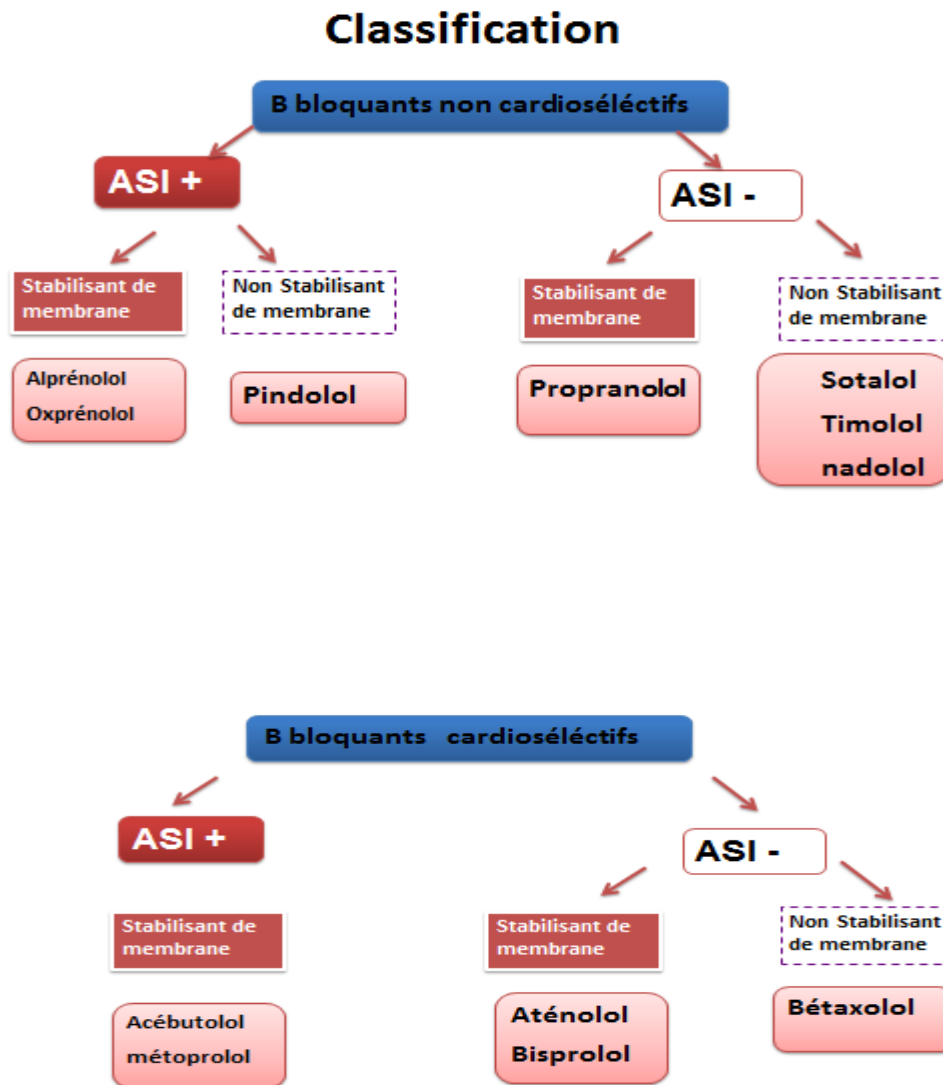 Classification
B bloquants non cardioséléctifs
ASI +
ASI -
Stabilisant de
membrane
Non Stabilisant
de membrane
Stabilisant de
membrane
Non Stabilisant
de membrane
Alprénolol
Oxprénolol
Pindolol
Propranolol
Sotalol
Timolol
nadolol
B bloquants cardioséléctifs
ASI +
ASI -
Stabilisant de
membrane
Stabilisant de
membrane
Non Stabilisant
de membrane
Acébutolol
métoprolol
Aténolol
Bisprolol
Bétaxolol